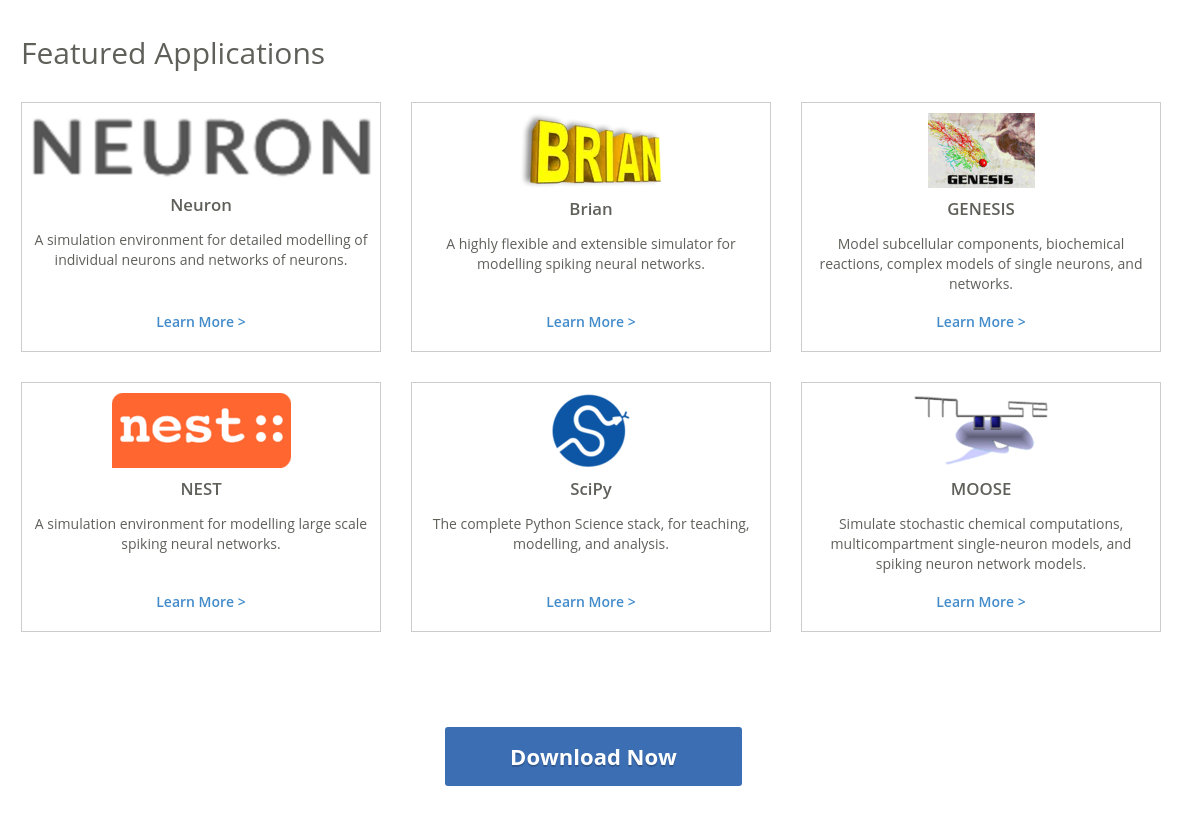 Featured Applications
NEURON
Neuron
A simulation environment for detailed modelling of
individual neurons and networks of neurons.
Learn More >
BRIAN
Brian
A highly flexible and extensible simulator for
modelling spiking neural networks.
Learn More >
GENESIS
GENESIS
Model subcellular components, biochemical
reactions, complex models of single neurons, and
networks.
Learn More >
nest::
NEST
A simulation environment for modelling large scale
spiking neural networks.
Learn More >
SciPy
The complete Python Science stack, for teaching,
modelling, and analysis.
Learn More >
moose
MOOSE
Simulate stochastic chemical computations,
multicompartment single-neuron models, and
spiking neuron network models.
Learn More >
Download Now